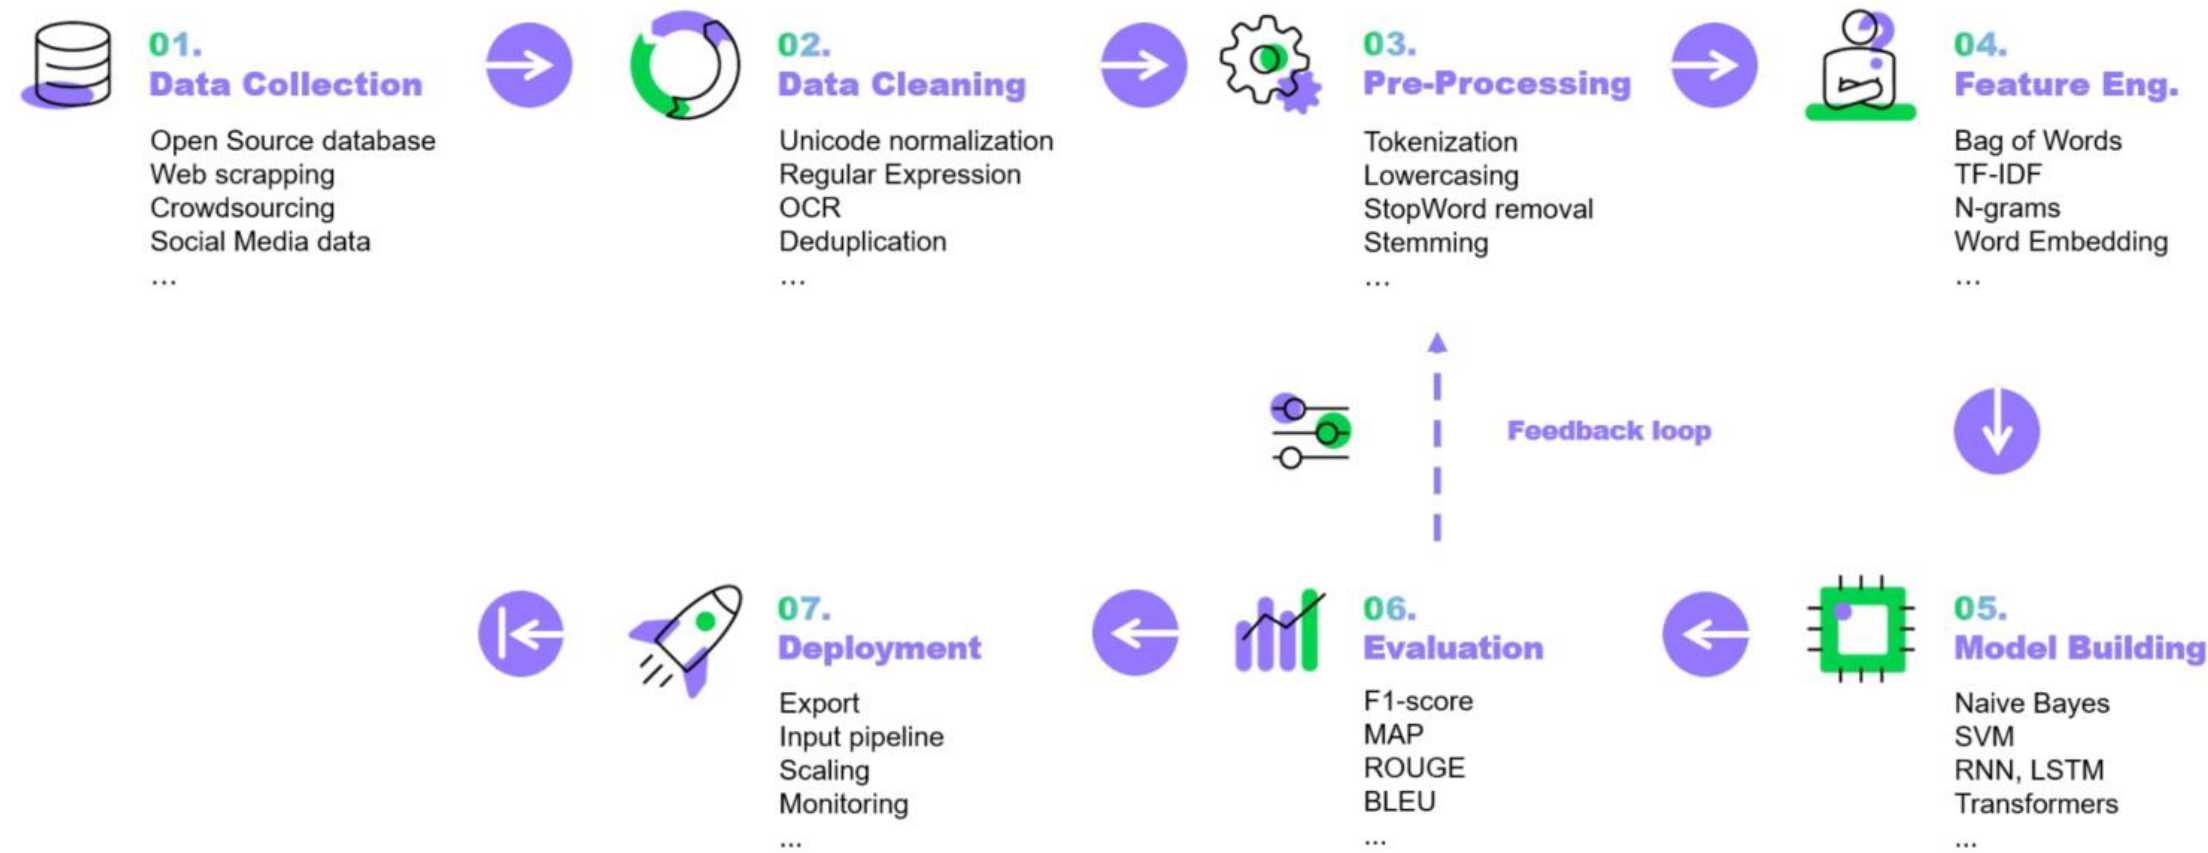 01.
Data Collection
Open Source database
Web scrapping
Crowdsourcing
Social Media data
...
02.
Data Cleaning
Unicode normalization
Regular Expression
OCR
Deduplication
...
03.
Pre-Processing
Tokenization
Lowercasing
StopWord removal
Stemming
...
04.
Feature Eng.
Bag of Words
TF-IDF
N-grams
Word Embedding
...
Feedback loop
05.
Model Building
Naive Bayes
SVM
RNN, LSTM
Transformers
...
06.
Evaluation
F1-score
MAP
ROUGE
BLEU
...
07.
Deployment
Export
Input pipeline
Scaling
Monitoring
...